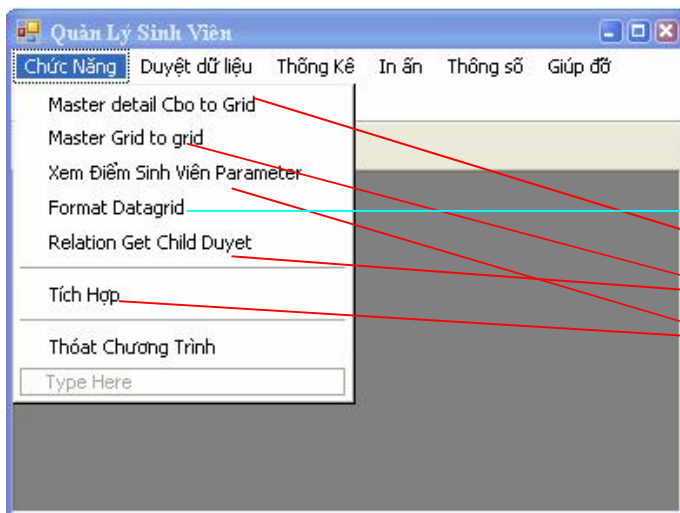 Quản Lý Sinh Viên
Chức Năng Duyệt dữ liệu Thống Kê In ấn Thông số Giúp đỡ
Master detail Cbo to Grid
Master Grid to grid
Xem Điểm Sinh Viên Parameter
Format Datagrid
Relation Get Child Duyet
Tích Hợp
Thóat Chương Trình
Type Here